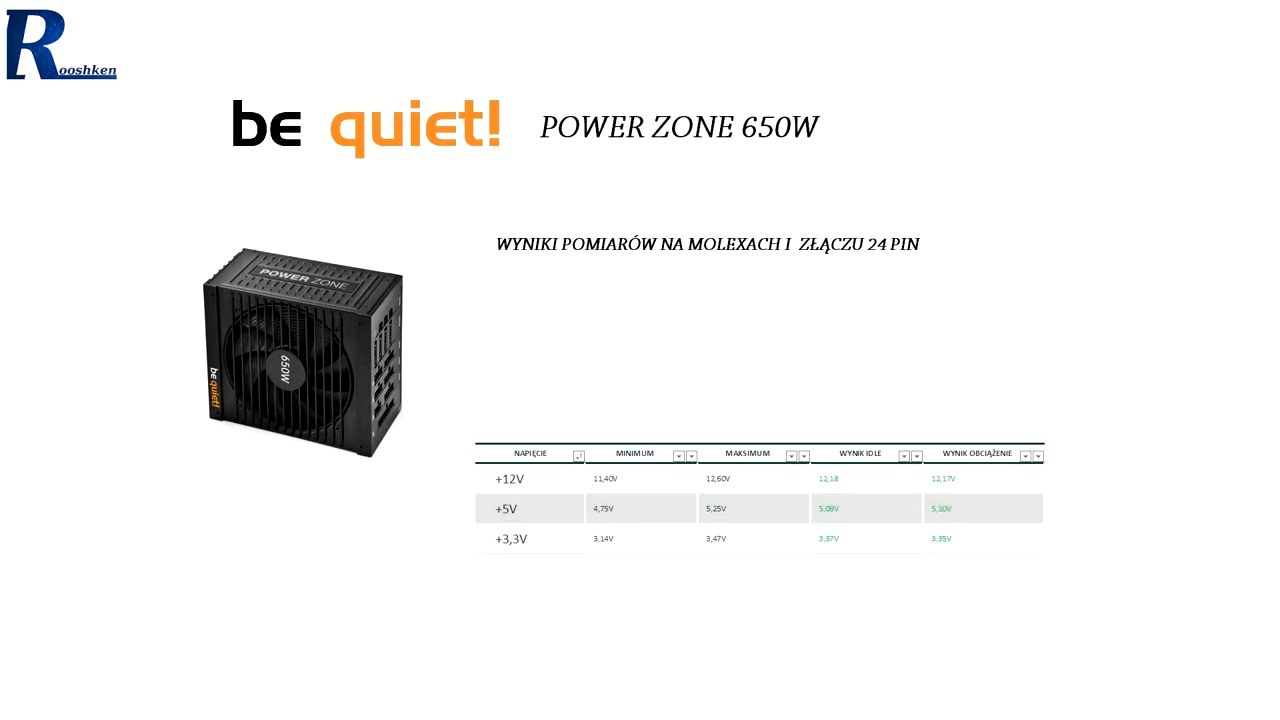 Rooshken
be quiet! POWER ZONE 650W
WYNIKI POMIARÓW NA MOLEXACH I ZŁĄCZU 24 PIN
POWER ZONE
650W
be quiet!
NAPIĘCIE MINIMUM MAKSIMUM WYNIK IDLE WYNIK OBCIĄŻENIE
+12V 11,40V 12,60V 12,18 12,17V
+5V 4,75V 5,25V 5,09V 5,10V
+3,3V 3,14V 3,47V 3,37V 3,35V